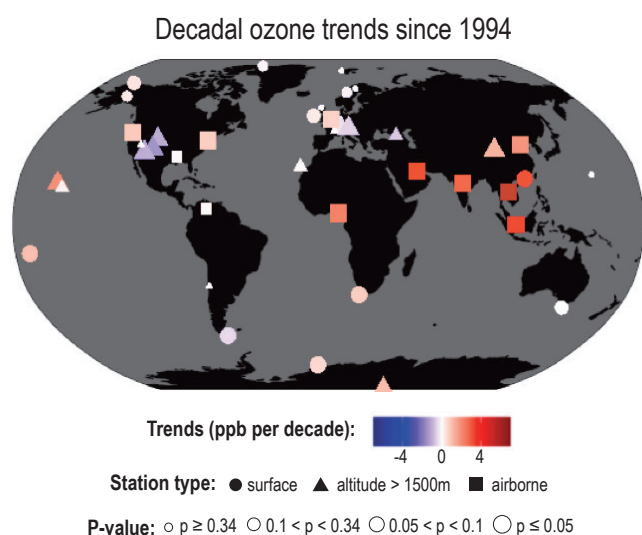 Decadal ozone trends since 1994
Trends (ppb per decade):
-4 0 4
Station type: surface altitude > 1500m airborne
P-value: p ≥ 0.34 0.1 < p < 0.34 0.05 < p < 0.1 p ≤ 0.05